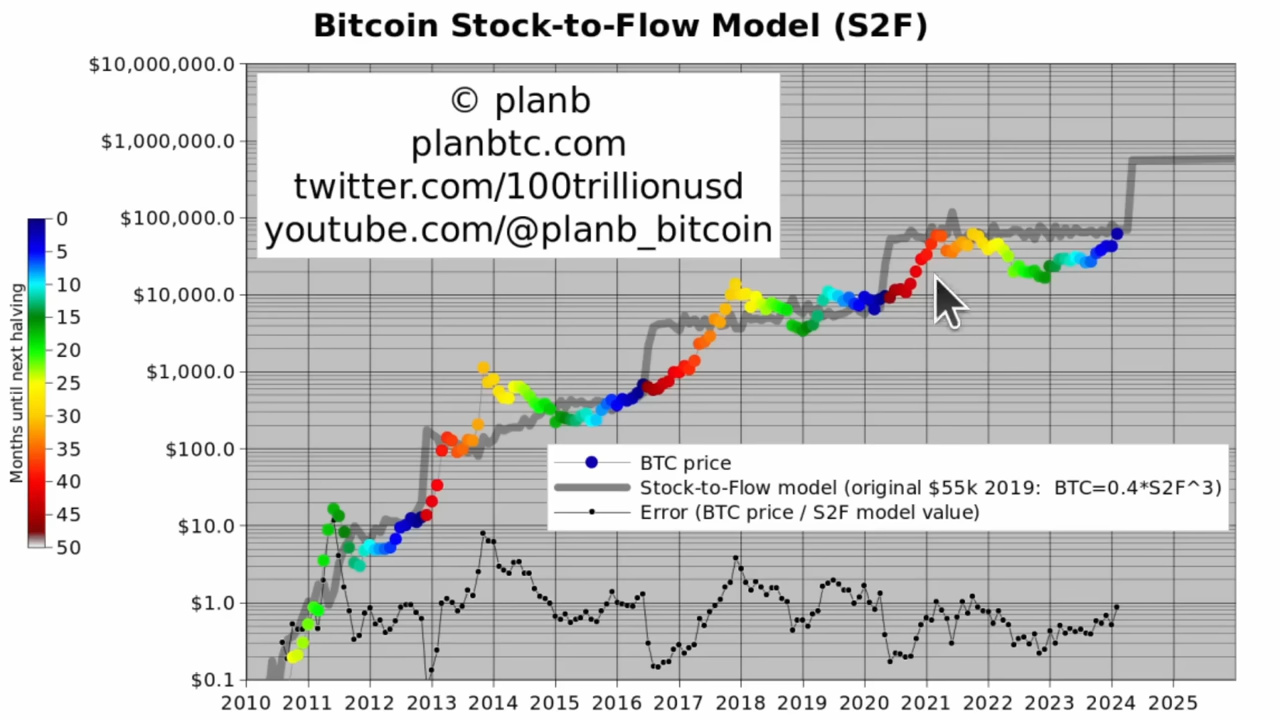 Bitcoin Stock-to-Flow Model (S2F)
$10,000,000.0
$1,000,000.0
$100,000.0
$10,000.0
$1,000.0
$100.0
$10.0
$1.0
$0.1
© planb
planbtc.com
twitter.com/100trillionusd
youtube.com/@planb_bitcoin
Months until next halving
0
5
10
15
20
25
30
35
40
45
50
BTC price
Stock-to-Flow model (original $55k 2019: BTC=0.4*S2F^3)
Error (BTC price / S2F model value)
2010 2011 2012 2013 2014 2015 2016 2017 2018 2019 2020 2021 2022 2023 2024 2025